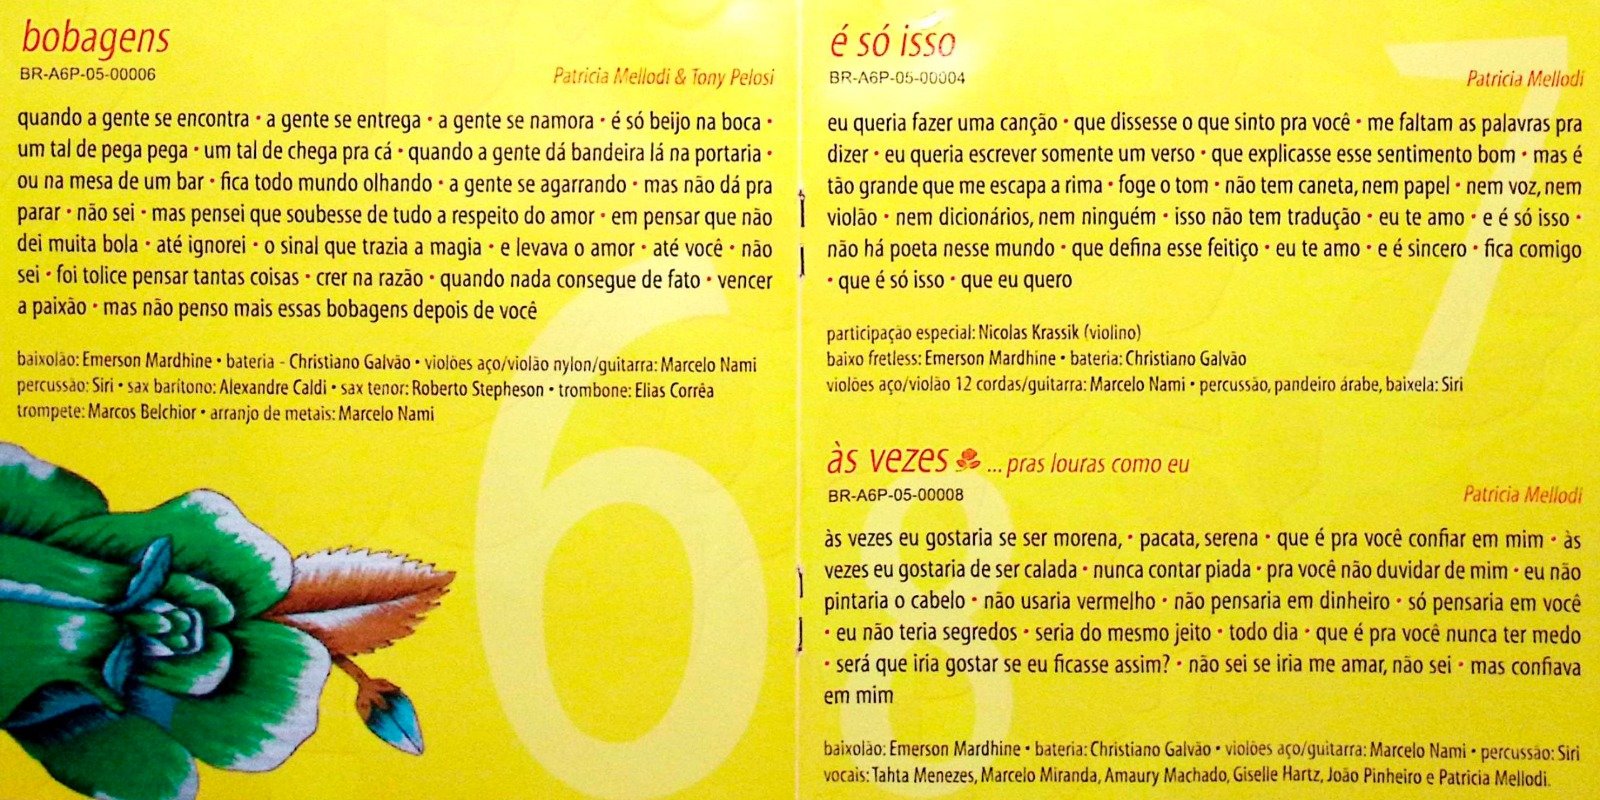 bobagens
BR-A6P-05-00006
Patricia Mellodi & Tony Pelosi
quando a gente se encontra • a gente se entrega • a gente se namora • é só beijo na boca •
um tal de pega pega • um tal de chega pra cá • quando a gente dá bandeira lá na portaria •
ou na mesa de um bar • fica todo mundo olhando • a gente se agarrando • mas não dá pra
parar • não sei • mas pensei que soubesse de tudo a respeito do amor • em pensar que não
dei muita bola • até ignorei • o sinal que trazia a magia • e levava o amor • até você • não
sei • foi tolice pensar tantas coisas • crer na razão • quando nada consegue de fato • vencer
a paixão • mas não penso mais essas bobagens depois de você
baixolão: Emerson Mardhine • bateria - Christiano Galvão • violões aço/violão nylon/guitarra: Marcelo Nami
percussão: Siri • sax barítono: Alexandre Caldi • sax tenor: Roberto Stepheson • trombone: Elias Corrêa
trompete: Marcos Belchior • arranjo de metais: Marcelo Nami
6
é só isso
BR-A6P-05-00004
Patricia Mellodi
7
eu queria fazer uma canção • que dissesse o que sinto pra você • me faltam as palavras pra
dizer • eu queria escrever somente um verso • que explicasse esse sentimento bom • mas é
tão grande que me escapa a rima • foge o tom • não tem caneta, nem papel • nem voz, nem
violão • nem dicionários, nem ninguém • isso não tem tradução • eu te amo • e é só isso •
não há poeta nesse mundo • que defina esse feitiço • eu te amo • e é sincero • fica comigo
• que é só isso • que eu quero
participação especial: Nicolas Krassik (violino)
baixo fretless: Emerson Mardhine • bateria: Christiano Galvão
violões aço/violão 12 cordas/guitarra: Marcelo Nami • percussão, pandeiro árabe, baixela: Siri
às vezes ... pras louras como eu
BR-A6P-05-00008
Patricia Mellodi
8
às vezes eu gostaria se ser morena, • pacata, serena • que é pra você confiar em mim • às
vezes eu gostaria de ser calada • nunca contar piada • pra você não duvidar de mim • eu não
pintaria o cabelo • não usaria vermelho • não pensaria em dinheiro • só pensaria em você
• eu não teria segredos • seria do mesmo jeito • todo dia • que é pra você nunca ter medo
• será que iria gostar se eu ficasse assim? • não sei se iria me amar, não sei • mas confiava
em mim
baixolão: Emerson Mardhine • bateria: Christiano Galvão • violões aço/guitarra: Marcelo Nami • percussão: Siri
vocais: Tahta Menezes, Marcelo Miranda, Amaury Machado, Giselle Hartz, João Pinheiro e Patricia Mellodi.